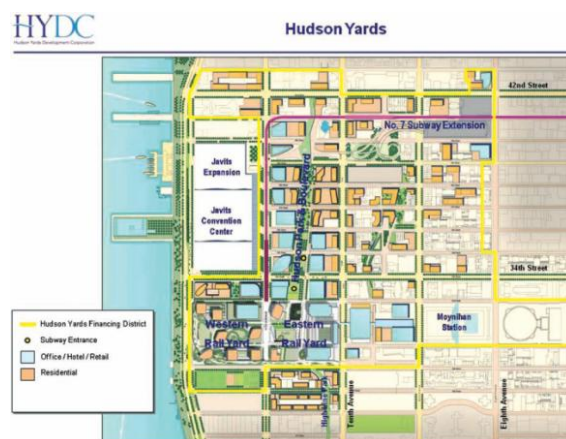 HYDC
Hudson Yards Development Corporation
Hudson Yards
42nd Street
No. 7 Subway Extension
Javits
Expansion
Hudson Park & Boulevard
Javits
Convention
Center
34th Street
Hudson Yards Financing District
Subway Entrance
Office / Hotel / Retail
Residential
Western
Rail Yard
Eastern
Rail Yard
Moynihan
Station
Tenth Avenue
Eighth Avenue